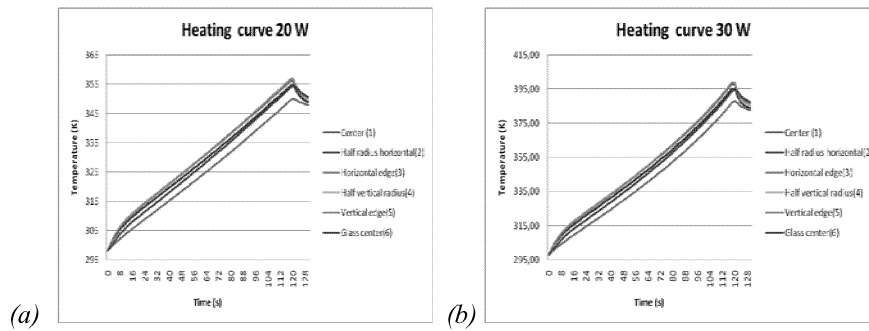 Heating curve 20 W
365
355
345
335
325
315
305
295
Temperature (K)
0 8 16 24 32 40 48 56 64 72 80 88 96 104 112 120 128
Time (s)
Center (1)
Half radius horizontal(2)
Horizontal edge(3)
Half vertical radius(4)
Vertical edge(5)
Glass center(6)
(a)
Heating curve 30 W
415,00
395,00
375,00
355,00
335,00
315,00
295,00
Temperature (K)
0 8 16 24 32 40 48 56 64 72 80 88 96 104 112 120 128
Time (s)
Center (1)
Half radius horizontal(2
Horizontal edge(3)
Half vertical radius(4)
Vertical edge(5)
Glass center(6)
(b)